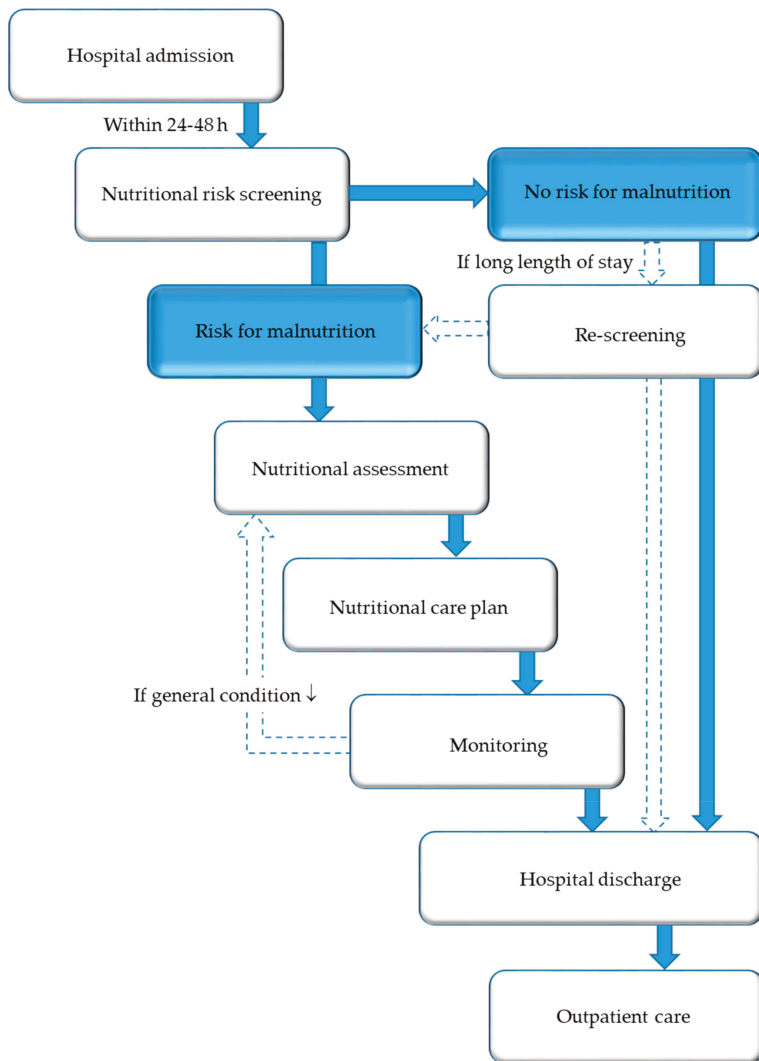 Hospital admission
Within 24-48 h
Nutritional risk screening
No risk for malnutrition
If long length of stay
Risk for malnutrition
Re-screening
Nutritional assessment
Nutritional care plan
If general condition ↓
Monitoring
Hospital discharge
Outpatient care